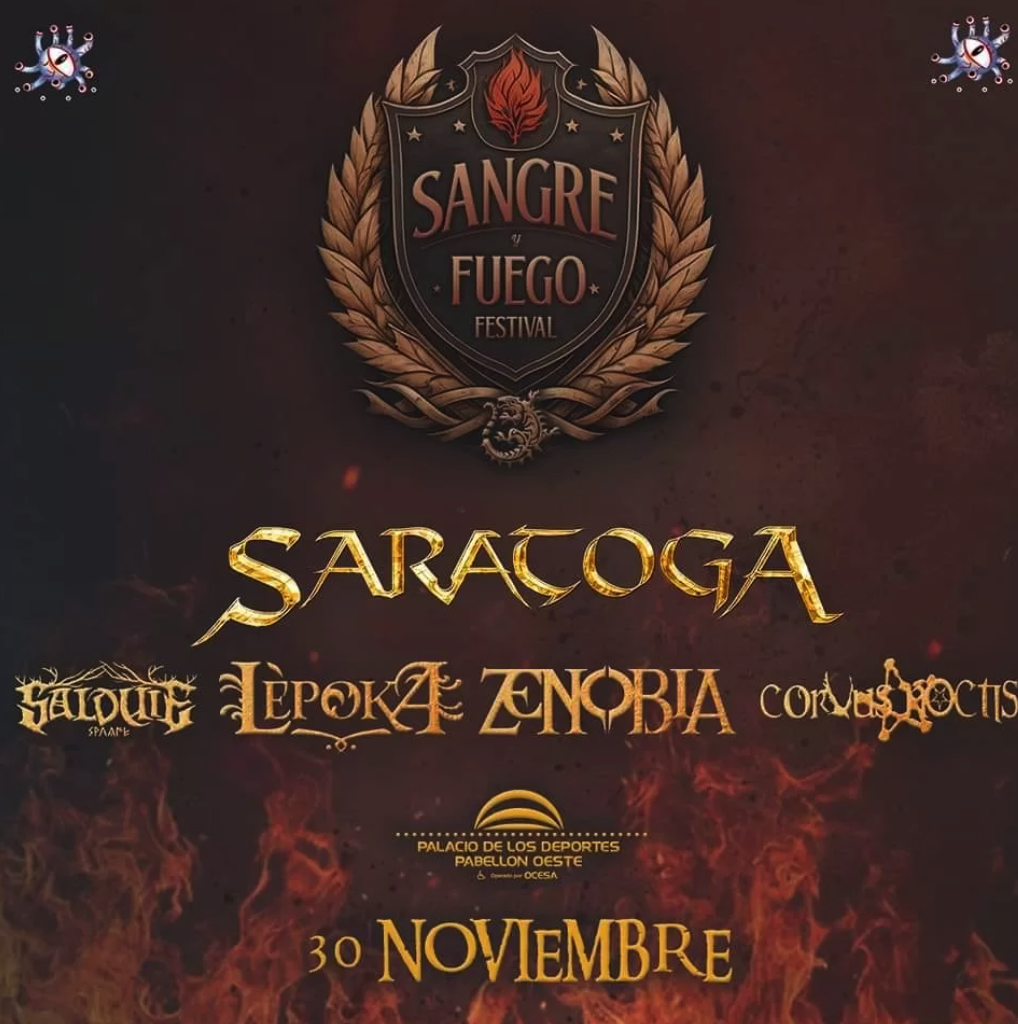 SANGRE
y
FUEGO
FESTIVAL
SARATOGA
SALDUIE LÈPOKA ZENOBIA CORVUS NOCTIS
PALACIO DE LOS DEPORTES
PABELLON OESTE
Operado por OCESA
30 NOVIEMBRE